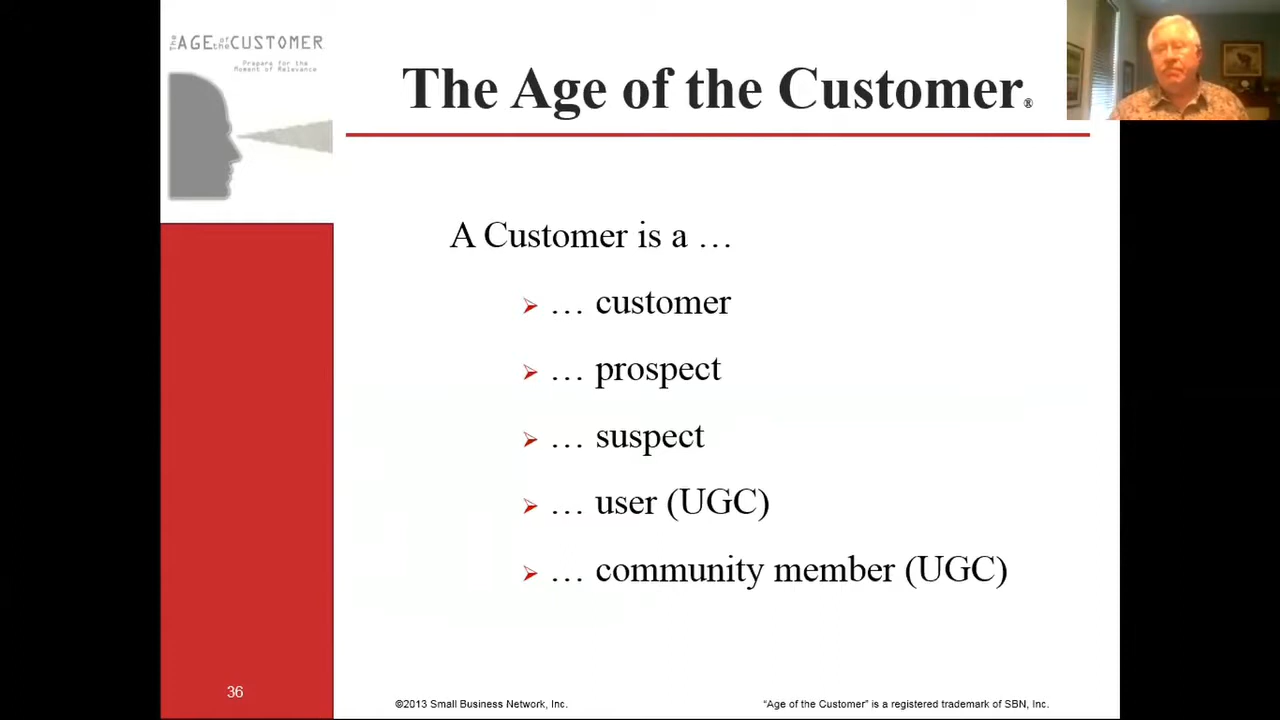 The AGE of the CUSTOMER
Prepare for the
Moment of Relevance
The Age of the Customer®
A Customer is a …
… customer
… prospect
… suspect
… user (UGC)
… community member (UGC)
36
©2013 Small Business Network, Inc.
“Age of the Customer” is a registered trademark of SBN, Inc.